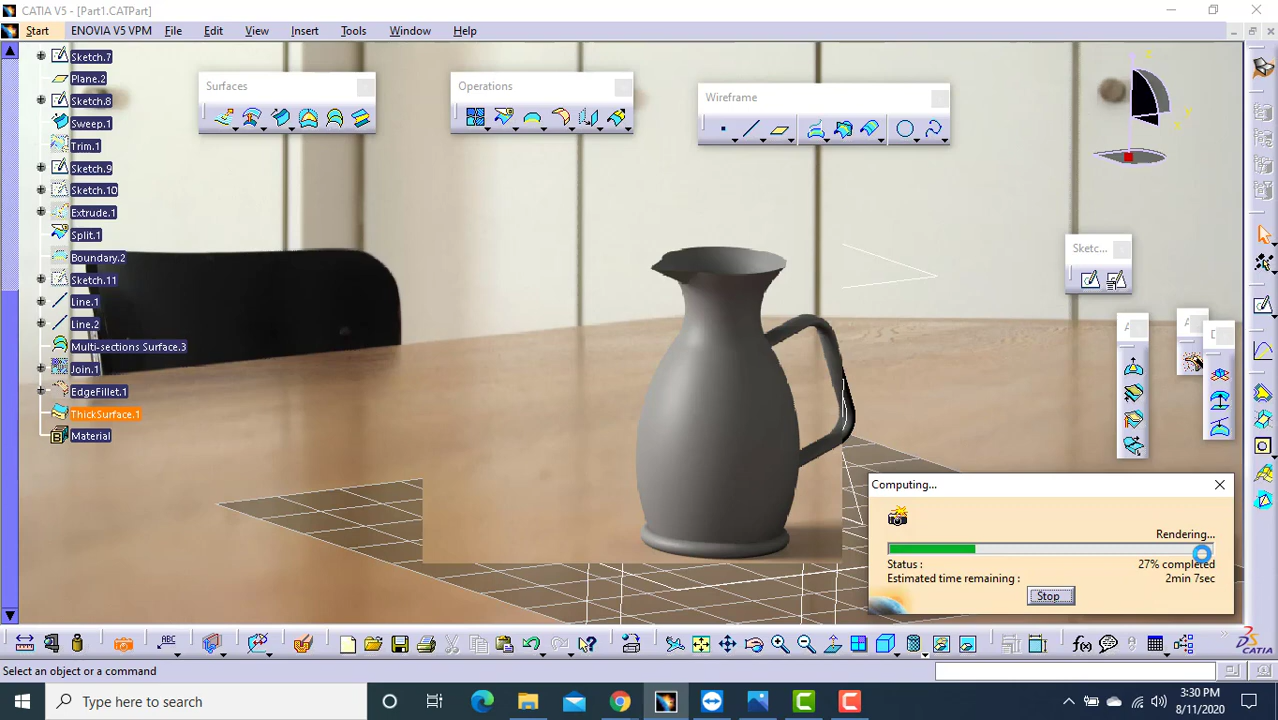 CATIA V5 - [Part1.CATPart]
Start ENOVIA V5 VPM File Edit View Insert Tools Window Help
Sketch.7
Plane.2
Sketch.8
Sweep.1
Trim.1
Sketch.9
Sketch.10
Extrude.1
Split.1
Boundary.2
Sketch.11
Line.1
Line.2
Multi-sections Surface.3
Join.1
EdgeFillet.1
ThickSurface.1
Material
Surfaces
Operations
Wireframe
Sketc...
A
A
D
Computing...
Rendering...
Status : 27% completed
Estimated time remaining : 2min 7sec
Stop
ABC
f(x)
CATIA
Select an object or a command
Type here to search
3:30 PM
8/11/2020